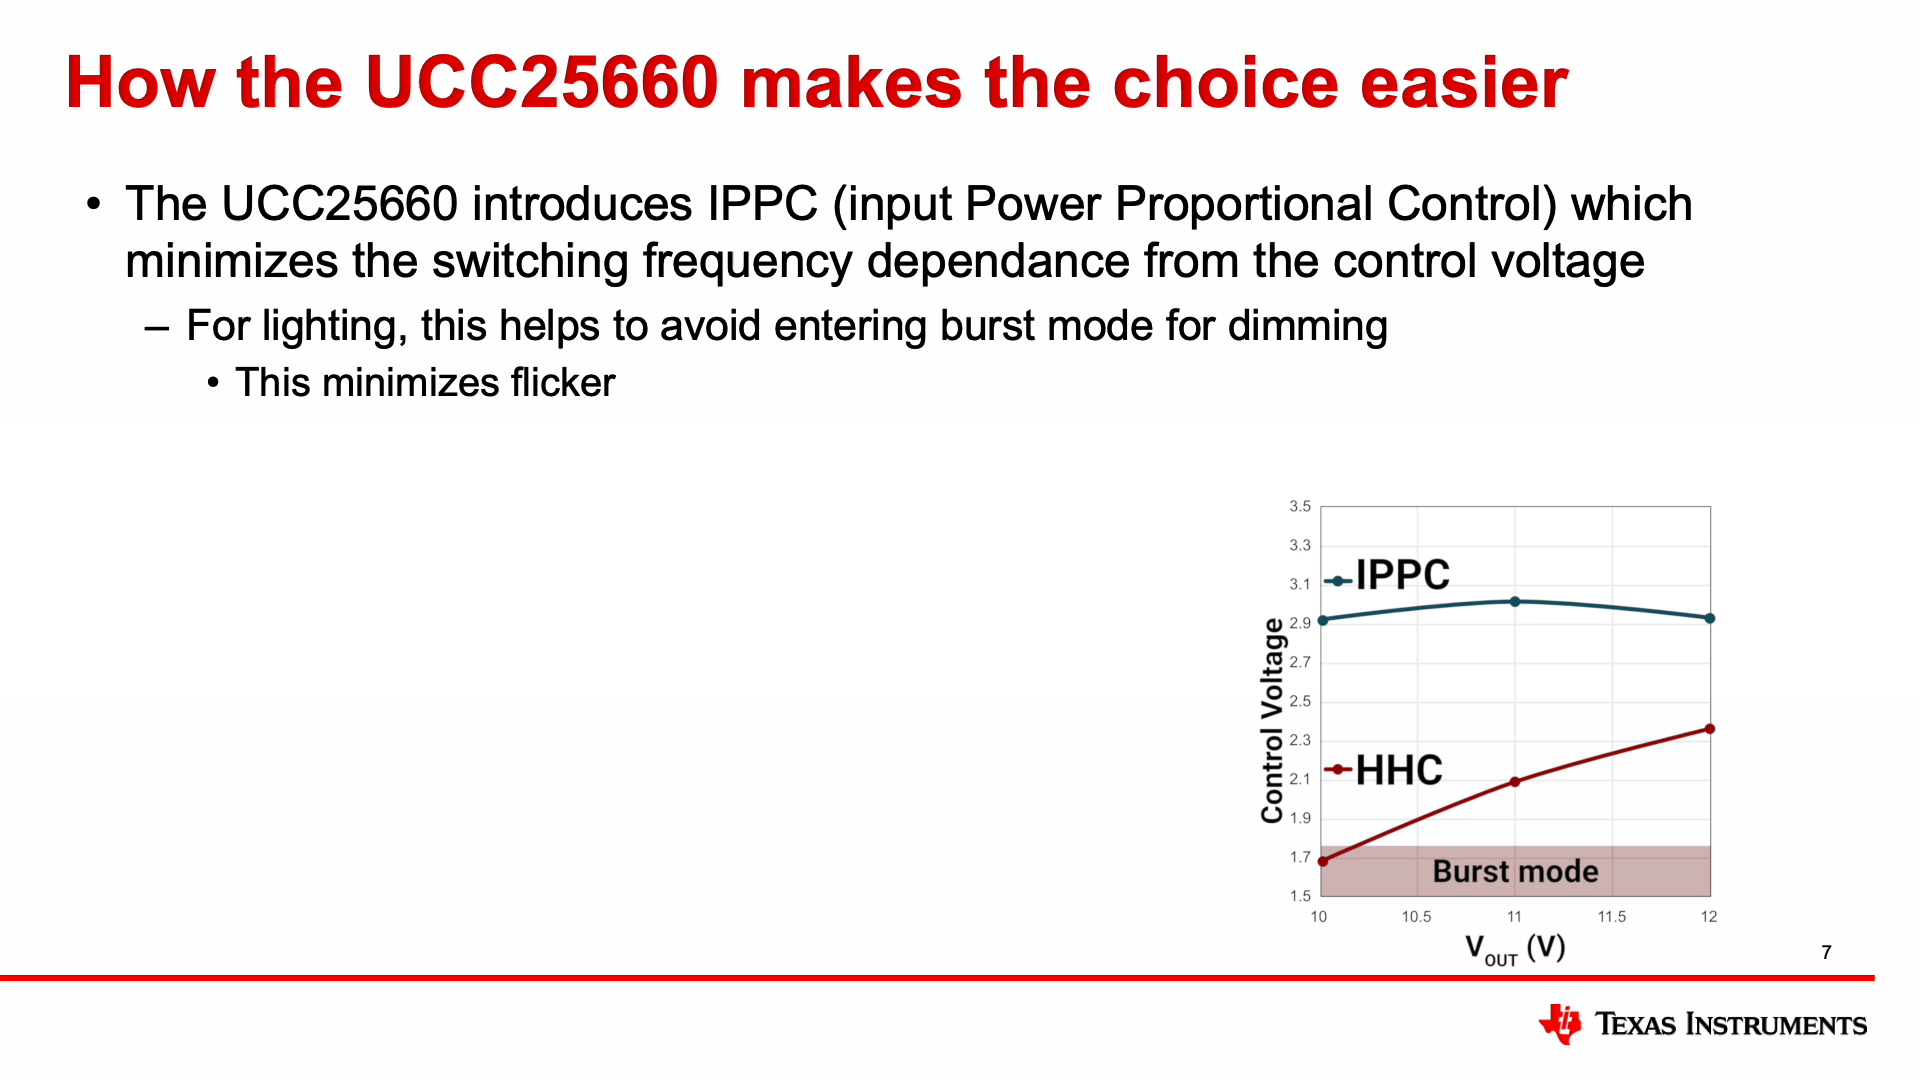 How the UCC25660 makes the choice easier
• The UCC25660 introduces IPPC (input Power Proportional Control) which
minimizes the switching frequency dependance from the control voltage
– For lighting, this helps to avoid entering burst mode for dimming
• This minimizes flicker
3.5
3.3
3.1
2.9
2.7
2.5
2.3
2.1
1.9
1.7
1.5
Control Voltage
IPPC
HHC
Burst mode
10 10.5 11 11.5 12
VOUT (V)
7
TEXAS INSTRUMENTS